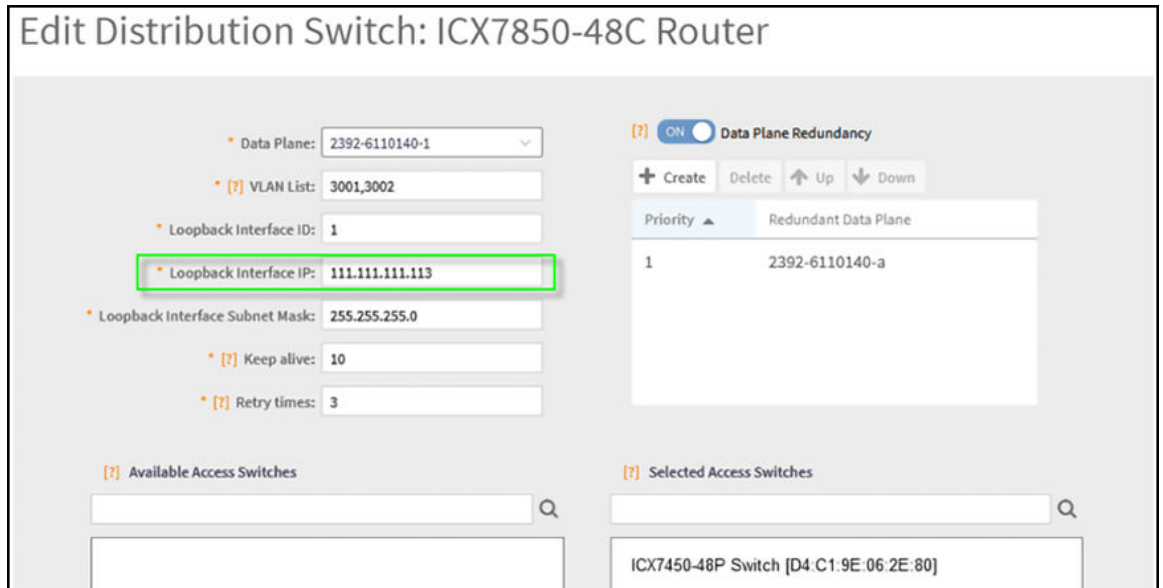 Edit Distribution Switch: ICX7850-48C Router
* Data Plane: 2392-6110140-1
* [?] VLAN List: 3001,3002
* Loopback Interface ID: 1
* Loopback Interface IP: 111.111.111.113
* Loopback Interface Subnet Mask: 255.255.255.0
* [?] Keep alive: 10
* [?] Retry times: 3
[?] ON Data Plane Redundancy
+ Create Delete Up Down
Priority Redundant Data Plane
1 2392-6110140-a
[?] Available Access Switches
[?] Selected Access Switches
ICX7450-48P Switch [D4:C1:9E:06:2E:80]